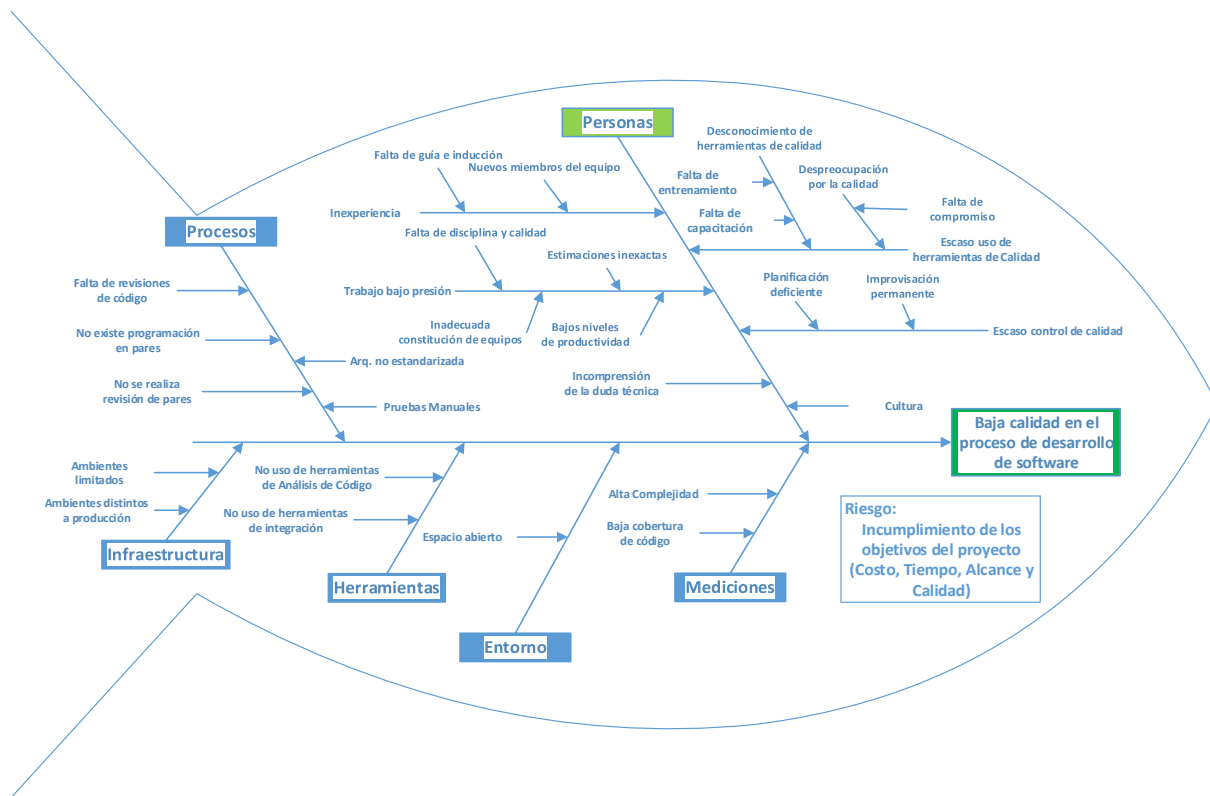 Personas
Desconocimiento de
herramientas de calidad
Falta de guía e inducción
Nuevos miembros del equipo
Despreocupación
por la calidad
Falta de
entrenamiento
Falta de
compromiso
Inexperiencia
Falta de
capacitación
Procesos
Falta de disciplina y calidad
Escaso uso de
herramientas de Calidad
Estimaciones inexactas
Falta de revisiones
de código
Planificación
deficiente
Improvisación
permanente
Trabajo bajo presión
Inadecuada
constitución de equipos
Bajos niveles
de productividad
Escaso control de calidad
No existe programación
en pares
Arq. no estandarizada
Incomprensión
de la duda técnica
No se realiza
revisión de pares
Pruebas Manuales
Cultura
Baja calidad en el
proceso de desarrollo
de software
Ambientes
limitados
No uso de herramientas
de Análisis de Código
Alta Complejidad
Ambientes distintos
a producción
No uso de herramientas
de integración
Espacio abierto
Baja cobertura
de código
Riesgo:
Incumplimiento de los
objetivos del proyecto
(Costo, Tiempo, Alcance y
Calidad)
Infraestructura
Herramientas
Mediciones
Entorno